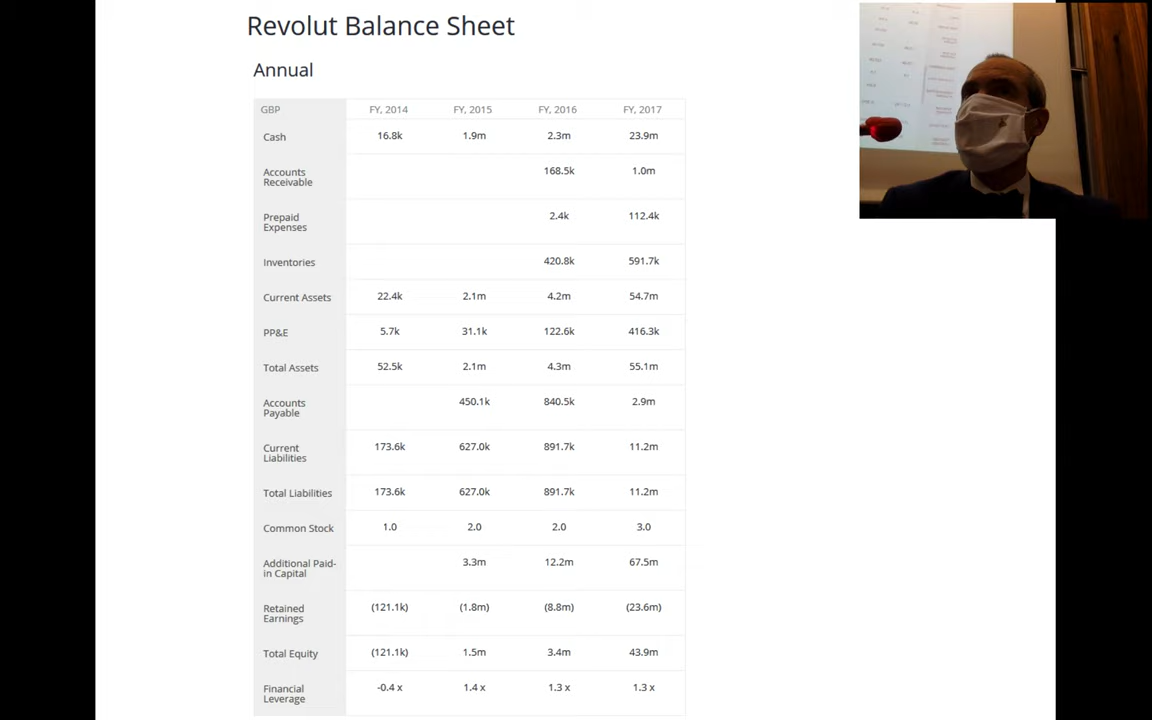 Revolut Balance Sheet
Annual
GBP FY, 2014 FY, 2015 FY, 2016 FY, 2017
Cash 16.8k 1.9m 2.3m 23.9m
Accounts
Receivable 168.5k 1.0m
Prepaid
Expenses 2.4k 112.4k
Inventories 420.8k 591.7k
Current Assets 22.4k 2.1m 4.2m 54.7m
PP&E 5.7k 31.1k 122.6k 416.3k
Total Assets 52.5k 2.1m 4.3m 55.1m
Accounts
Payable 450.1k 840.5k 2.9m
Current
Liabilities 173.6k 627.0k 891.7k 11.2m
Total Liabilities 173.6k 627.0k 891.7k 11.2m
Common Stock 1.0 2.0 2.0 3.0
Additional Paid-
in Capital 3.3m 12.2m 67.5m
Retained
Earnings (121.1k) (1.8m) (8.8m) (23.6m)
Total Equity (121.1k) 1.5m 3.4m 43.9m
Financial
Leverage -0.4 x 1.4 x 1.3 x 1.3 x